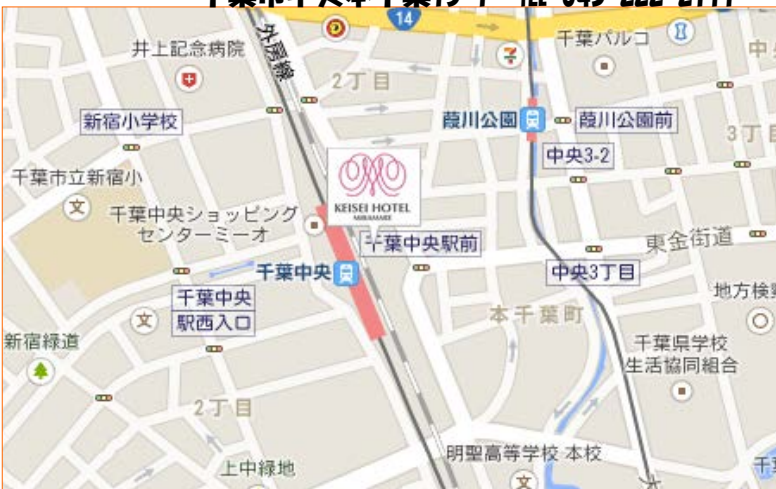 14
外房線
井上記念病院
千葉パルコ
2丁目
新宿小学校
葭川公園
葭川公園前
3丁
中央3-2
千葉市立新宿小
文
KEISEI HOTEL
MIRAMARE
千葉中央ショッピング
センターミーオ
千葉中央駅前
東金街道
千葉中央
中央3丁目
千葉中央
駅西入口
地方検察
本千葉町
文
新宿緑道
千葉県学校
生活協同組合
2丁目
明聖高等学校 本校
上中緑地
文